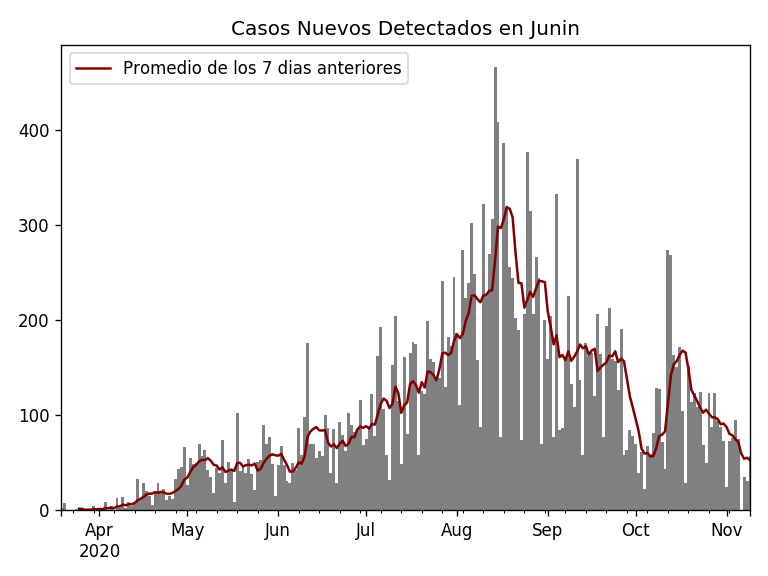 Casos Nuevos Detectados en Junin
Promedio de los 7 dias anteriores
400
300
200
100
0
Apr May Jun Jul Aug Sep Oct Nov
2020